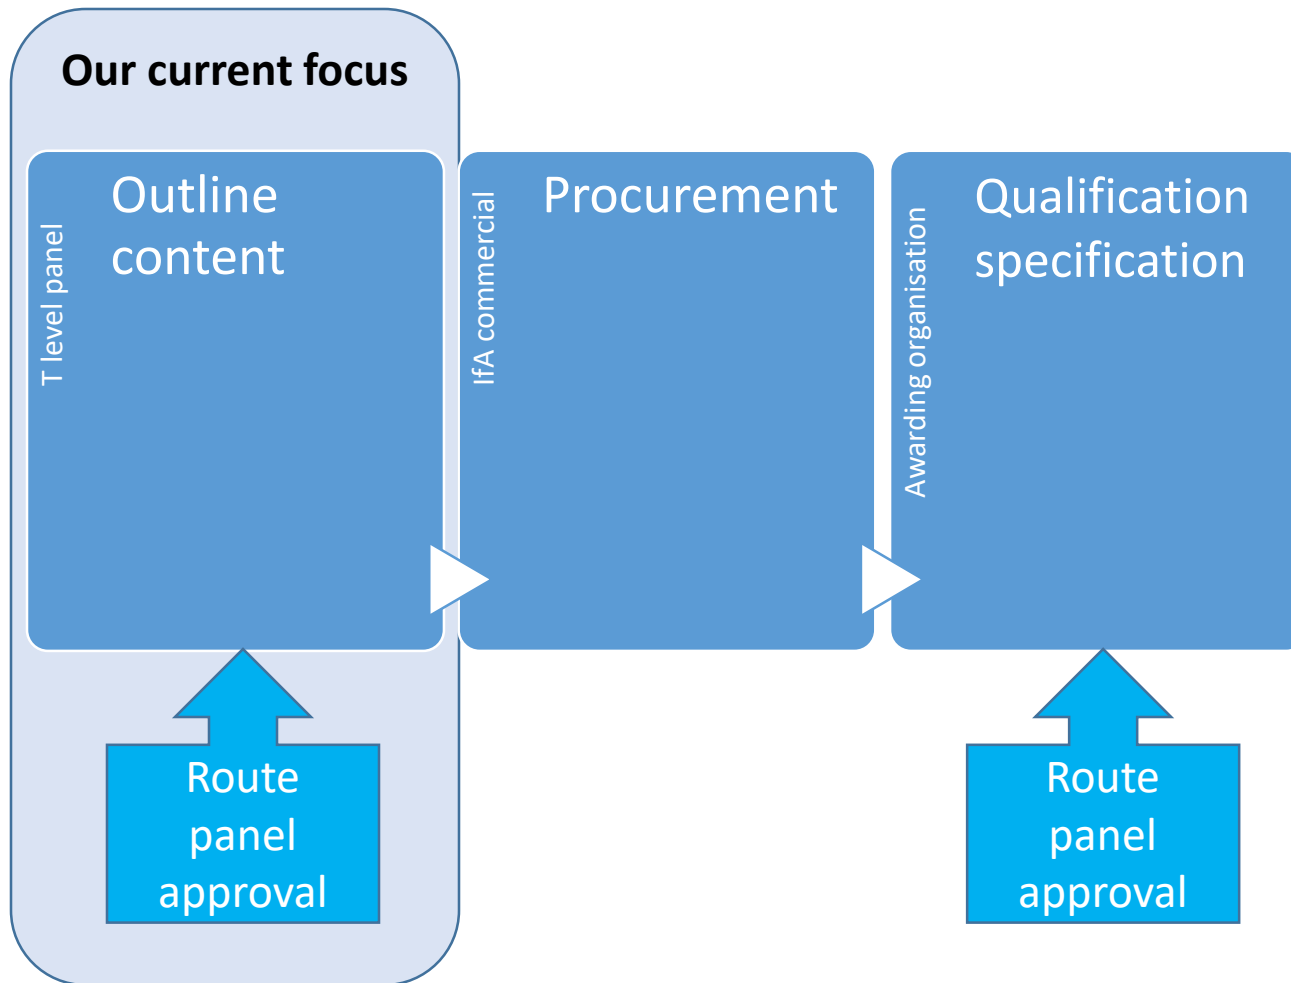 Our current focus
T level panel
Outline
content
IfA commercial
Procurement
Awarding organisation
Qualification
specification
Route
panel
approval
Route
panel
approval